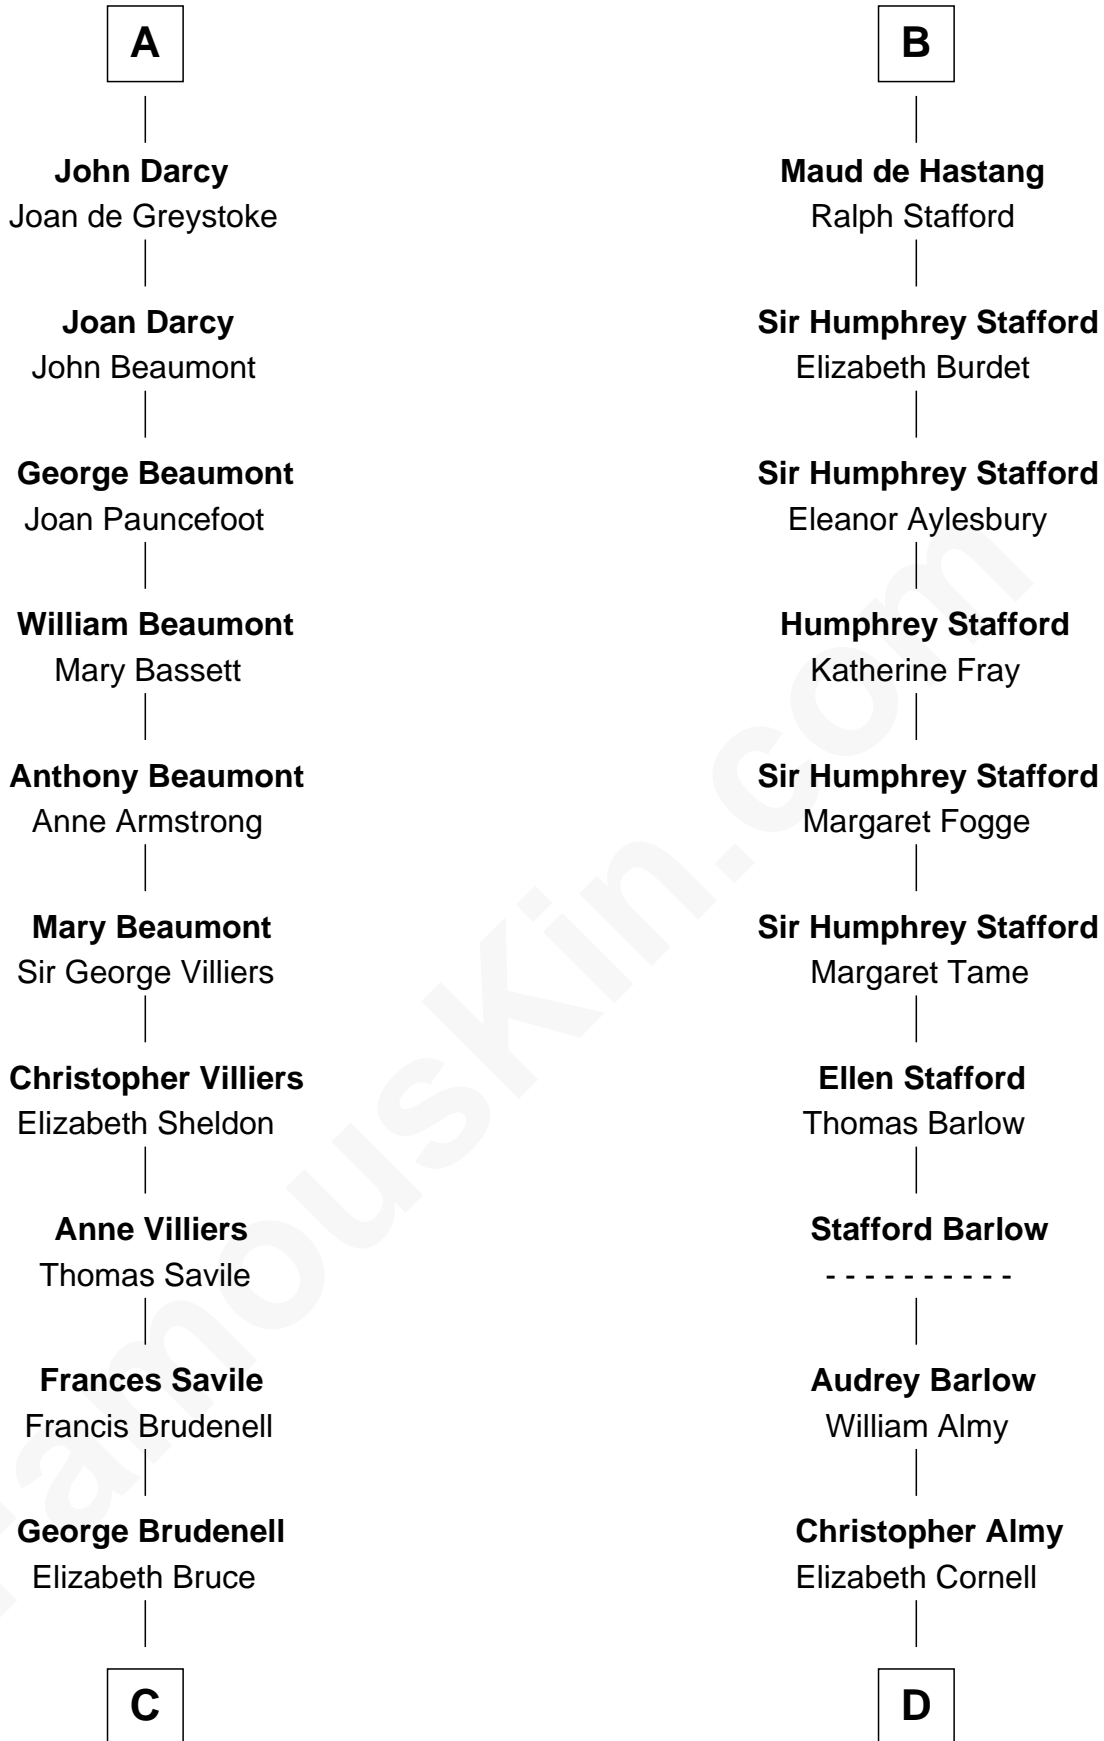 A
John Darcy
Joan de Greystoke
Joan Darcy
John Beaumont
George Beaumont
Joan Pauncefoot
William Beaumont
Mary Bassett
Anthony Beaumont
Anne Armstrong
Mary Beaumont
Sir George Villiers
Christopher Villiers
Elizabeth Sheldon
Anne Villiers
Thomas Savile
Frances Savile
Francis Brudenell
George Brudenell
Elizabeth Bruce
C
B
Maud de Hastang
Ralph Stafford
Sir Humphrey Stafford
Elizabeth Burdet
Sir Humphrey Stafford
Eleanor Aylesbury
Humphrey Stafford
Katherine Fray
Sir Humphrey Stafford
Margaret Fogge
Sir Humphrey Stafford
Margaret Tame
Ellen Stafford
Thomas Barlow
Stafford Barlow
- - - - - - - - - -
Audrey Barlow
William Almy
Christopher Almy
Elizabeth Cornell
D
FamousKin.com